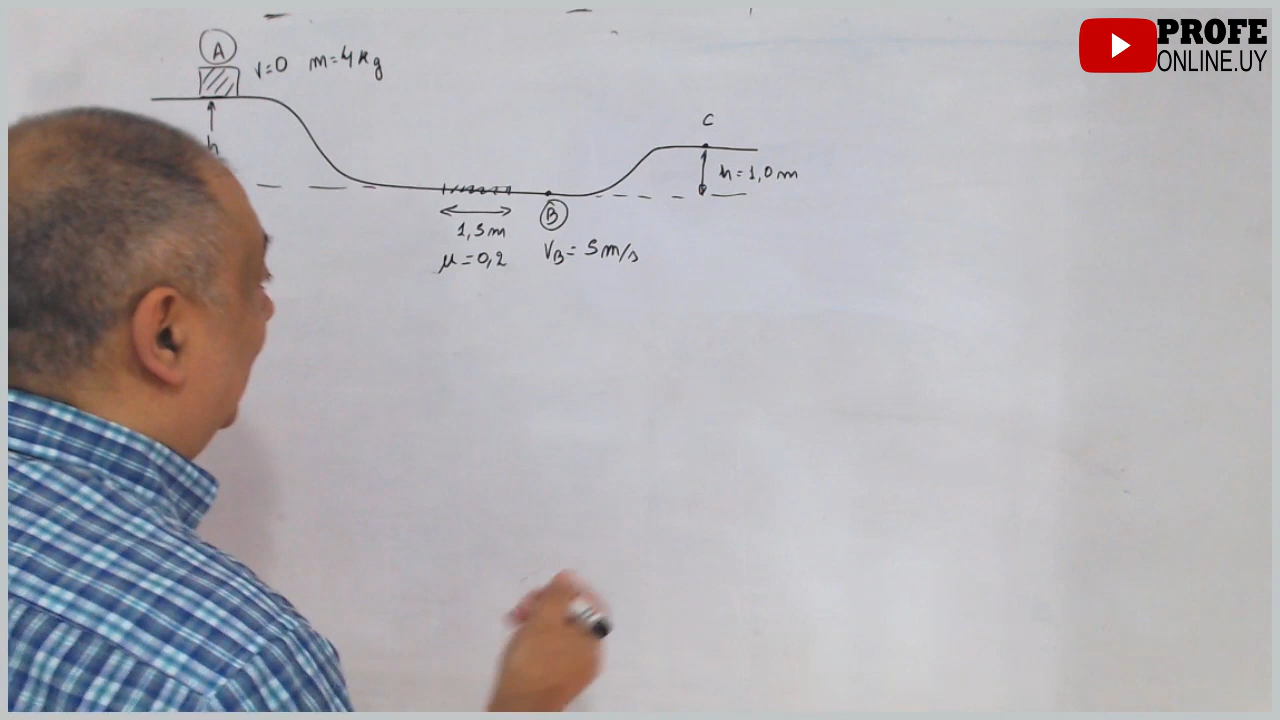 PROFE
ONLINE.UY
A
V=0 m=4Kg
h
C
h=1,0m
B
1,5m
μ=0,2
VB= 5m/s